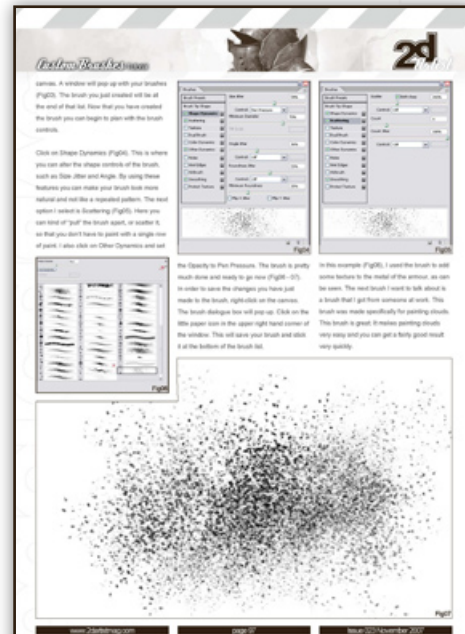 Custom Brushes
2d Artist
canvas. A window will pop up with your brushes
(Fig03). The brush you just created will be at
the end of that list. Now that you have created
the brush you can begin to plan with the brush
controls.
Click on Shape Dynamics (Fig04). This is where
you can alter the shape controls of the brush,
such as Size Jitter and Angle. By using these
features you can make your brush look more
natural and not like a repeated pattern. The next
option I select is Scattering (Fig05). Here you
can kind of "pull" the brush apart, or scatter it,
so that you don't have to paint with a single row
of paint. I also click on Other Dynamics and set
Fig04
Fig05
Fig06
the Opacity to Pen Pressure. The brush is pretty
much done and ready to go now (Fig06 - 07).
In order to save the changes you have just
made to the brush, right-click on the canvas.
The brush dialogue box will pop up. Click on the
little paper icon in the upper right hand corner of
the window. This will save your brush and stick
it at the bottom of the brush list.
In this example (Fig08), I used the brush to add
some texture to the metal of the armour, as can
be seen. The next brush I want to talk about is
a brush that I got from someone at work. This
brush was made specifically for painting clouds.
This brush is great. It makes painting clouds
very easy and you can get a fairly good result
very quickly.
Fig07
www.2dartistmag.com
page 97
issue 023 November 2007